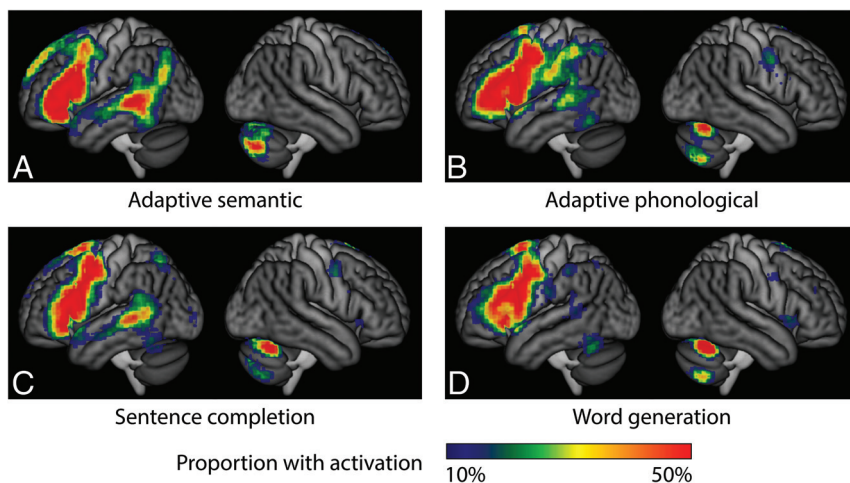 A
Adaptive semantic
B
Adaptive phonological
C
Sentence completion
D
Word generation
Proportion with activation
10% 50%